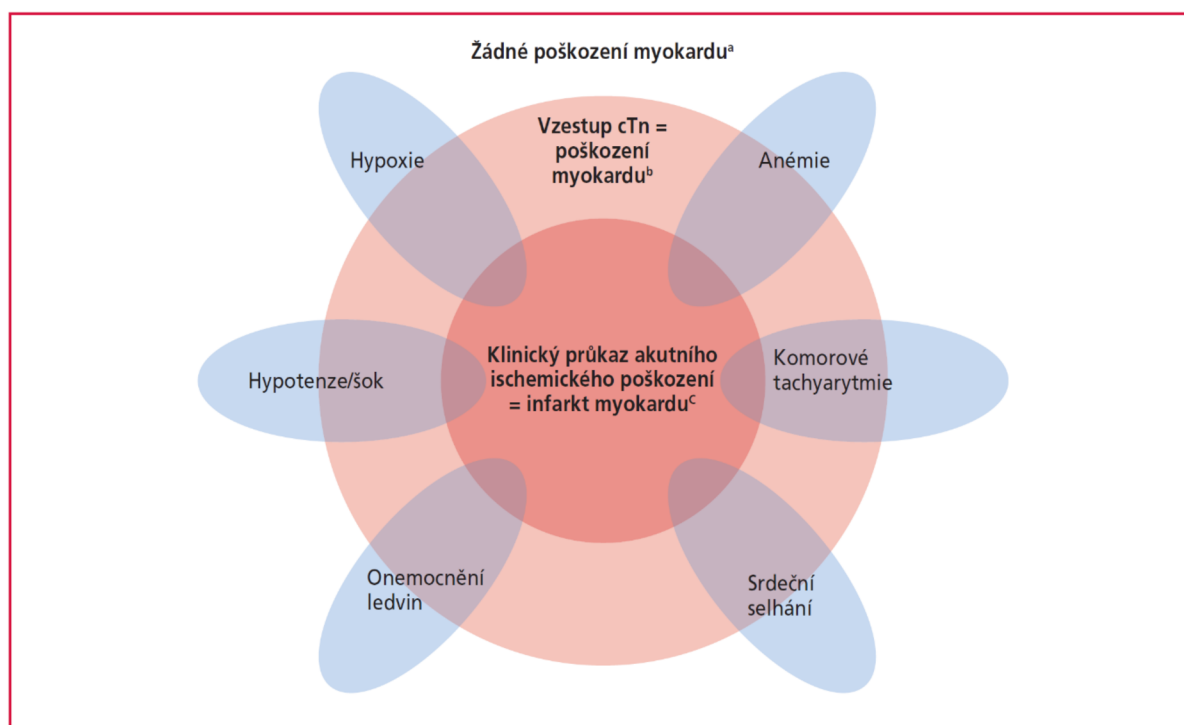 Žádné poškození myokarduᵃ
Vzestup cTn =
poškození
myokarduᵇ
Hypoxie
Anémie
Klinický průkaz akutního
ischemického poškození
= infarkt myokarduᶜ
Hypotenze/šok
Komorové
tachyarytmie
Onemocnění
ledvin
Srdeční
selhání